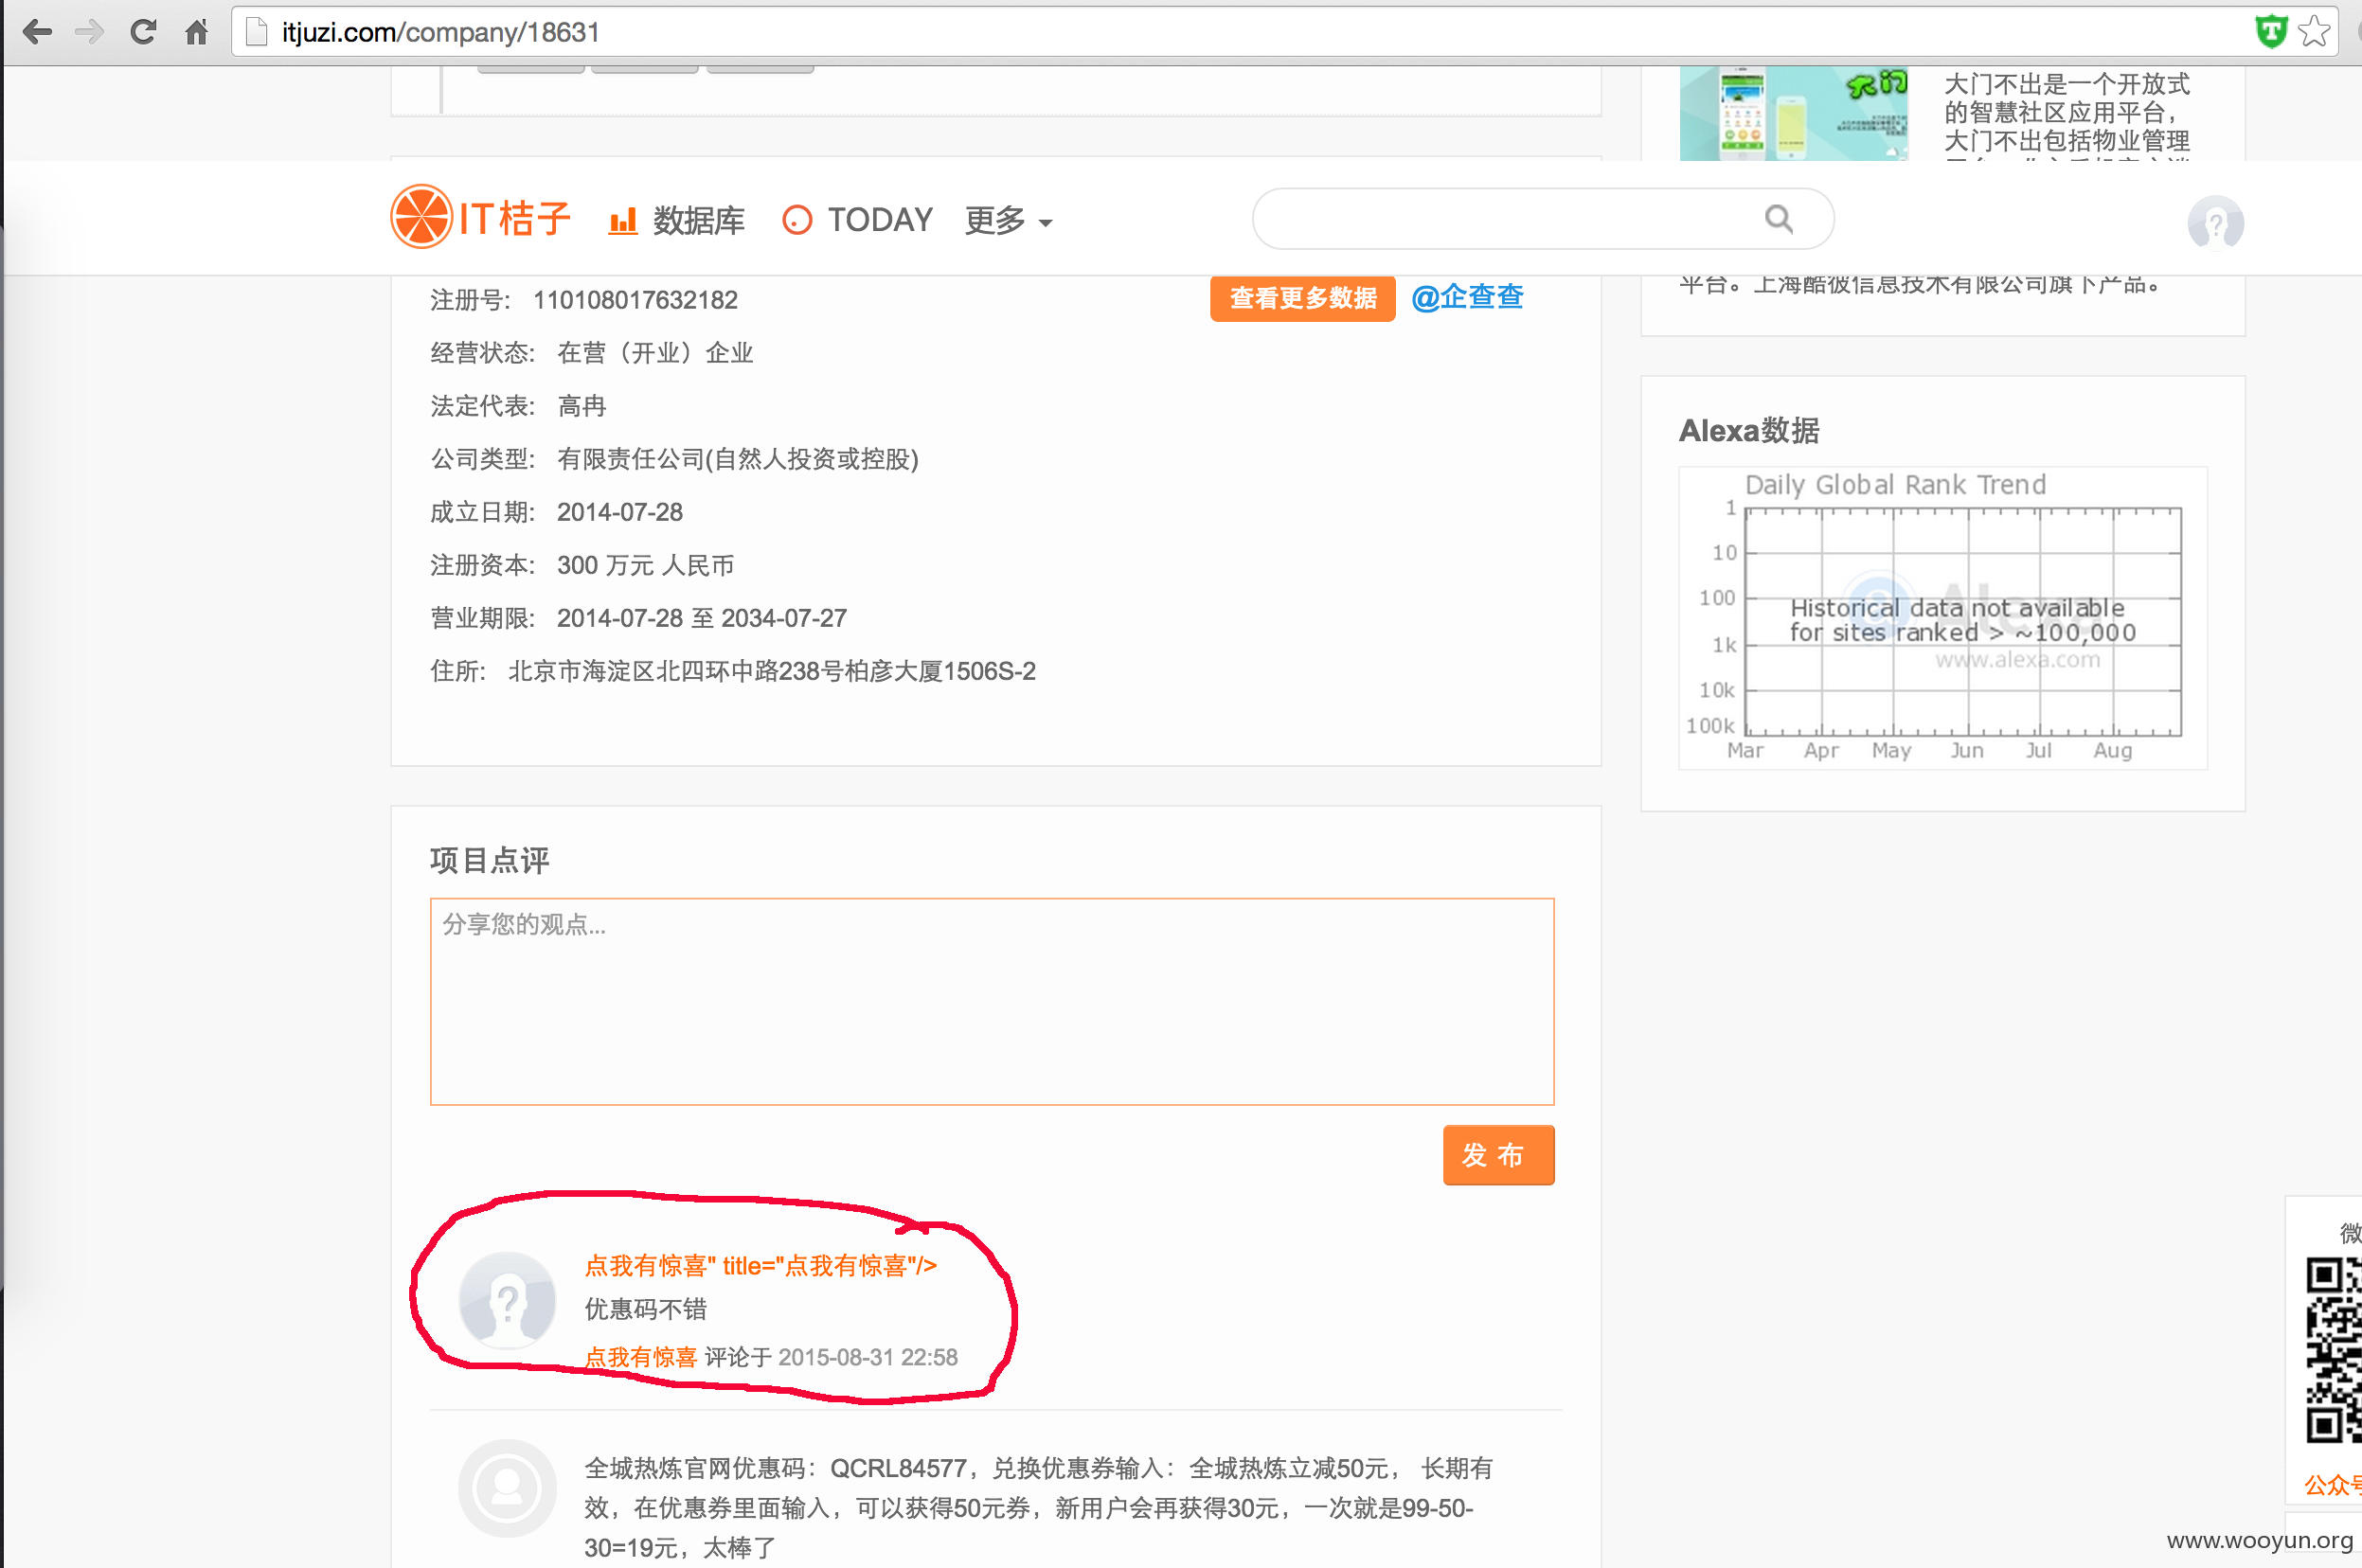 itjuzi.com/company/18631
大门不出是一个开放式
的智慧社区应用平台，
大门不出包括物业管理
IT桔子 数据库 TODAY 更多
平台。上海酷彼信息技术有限公司旗下产品。
注册号: 110108017632182
查看更多数据 @企查查
经营状态: 在营（开业）企业
法定代表: 高冉
公司类型: 有限责任公司(自然人投资或控股)
成立日期: 2014-07-28
注册资本: 300 万元 人民币
营业期限: 2014-07-28 至 2034-07-27
住所: 北京市海淀区北四环中路238号柏彦大厦1506S-2
Alexa数据
Daily Global Rank Trend
1
10
100
1k
10k
100k
Alexa
Historical data not available
for sites ranked > ~100,000
www.alexa.com
Mar Apr May Jun Jul Aug
项目点评
分享您的观点...
发 布
点我有惊喜" title="点我有惊喜"/>
优惠码不错
点我有惊喜 评论于 2015-08-31 22:58
全城热炼官网优惠码：QCRL84577，兑换优惠券输入：全城热炼立减50元， 长期有
效，在优惠券里面输入，可以获得50元券，新用户会再获得30元，一次就是99-50-
30=19元，太棒了
微
公众号
www.wooyun.org